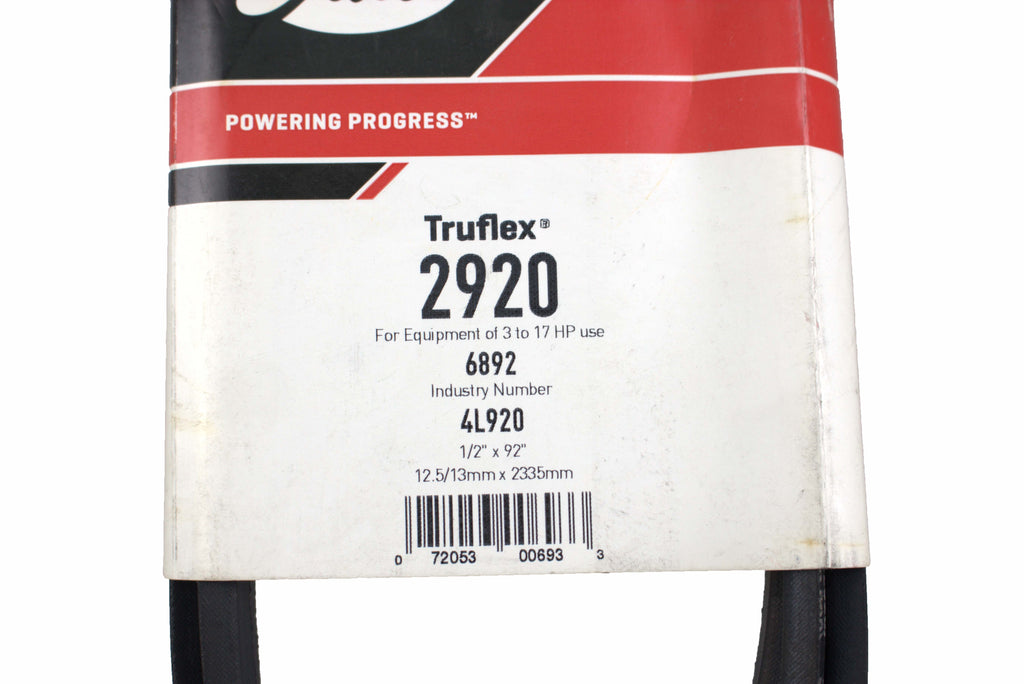 POWERING PROGRESS™
Truflex®
2920
For Equipment of 3 to 17 HP use
6892
Industry Number
4L920
1/2" x 92"
12.5/13mm x 2335mm
0 72053 00693 3